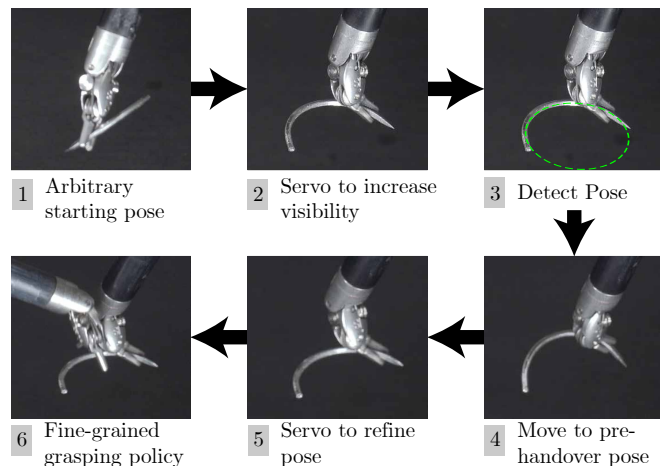 1 Arbitrary
starting pose
2 Servo to increase
visibility
3 Detect Pose
6 Fine-grained
grasping policy
5 Servo to refine
pose
4 Move to pre-
handover pose